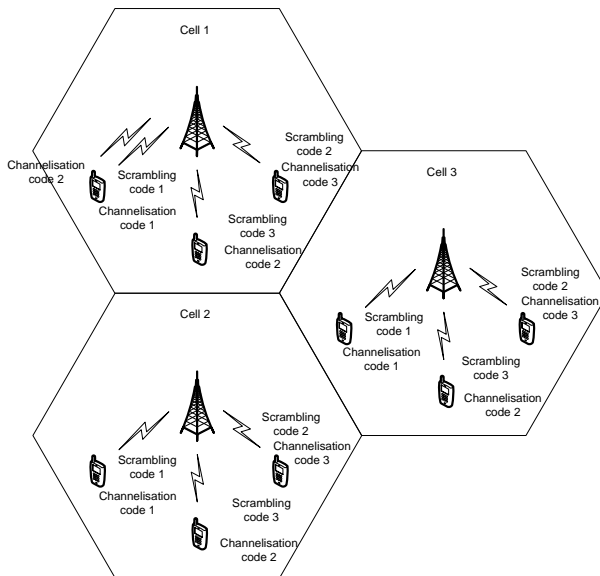 Cell 1
Channelisation
code 2
Scrambling
code 1
Channelisation
code 1
Scrambling
code 2
Channelisation
code 3
Scrambling
code 3
Channelisation
code 2
Cell 3
Scrambling
code 1
Channelisation
code 1
Scrambling
code 2
Channelisation
code 3
Scrambling
code 3
Channelisation
code 2
Cell 2
Scrambling
code 1
Channelisation
code 1
Scrambling
code 2
Channelisation
code 3
Scrambling
code 3
Channelisation
code 2